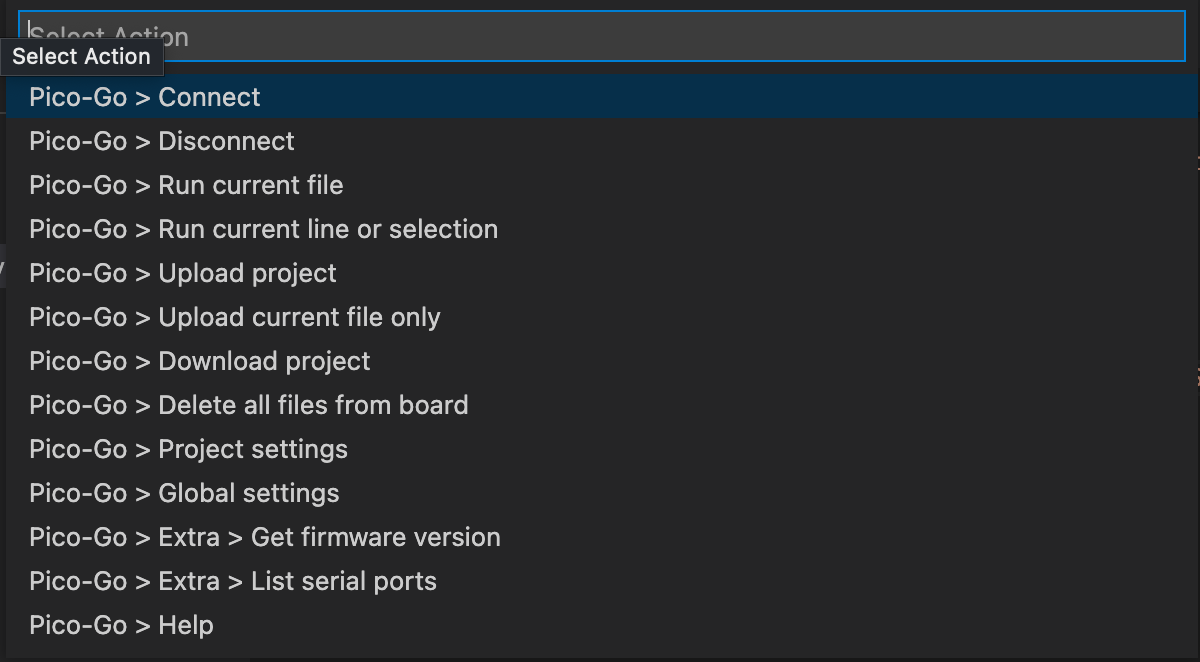 Select Action
Select Action
Pico-Go > Connect
Pico-Go > Disconnect
Pico-Go > Run current file
Pico-Go > Run current line or selection
Pico-Go > Upload project
Pico-Go > Upload current file only
Pico-Go > Download project
Pico-Go > Delete all files from board
Pico-Go > Project settings
Pico-Go > Global settings
Pico-Go > Extra > Get firmware version
Pico-Go > Extra > List serial ports
Pico-Go > Help